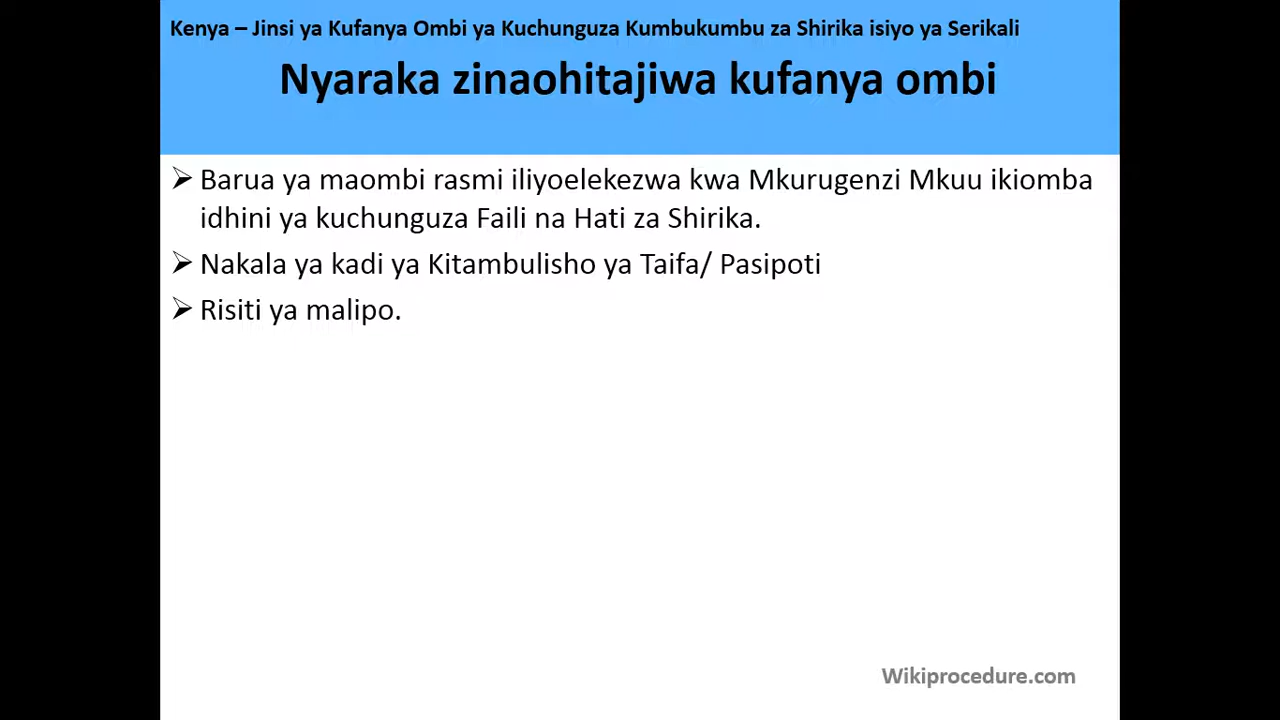 Kenya – Jinsi ya Kufanya Ombi ya Kuchunguza Kumbukumbu za Shirika isiyo ya Serikali
Nyaraka zinaohitajiwa kufanya ombi
➢ Barua ya maombi rasmi iliyoelekezwa kwa Mkurugenzi Mkuu ikiomba
idhini ya kuchunguza Faili na Hati za Shirika.
➢ Nakala ya kadi ya Kitambulisho ya Taifa/ Pasipoti
➢ Risiti ya malipo.
Wikiprocedure.com